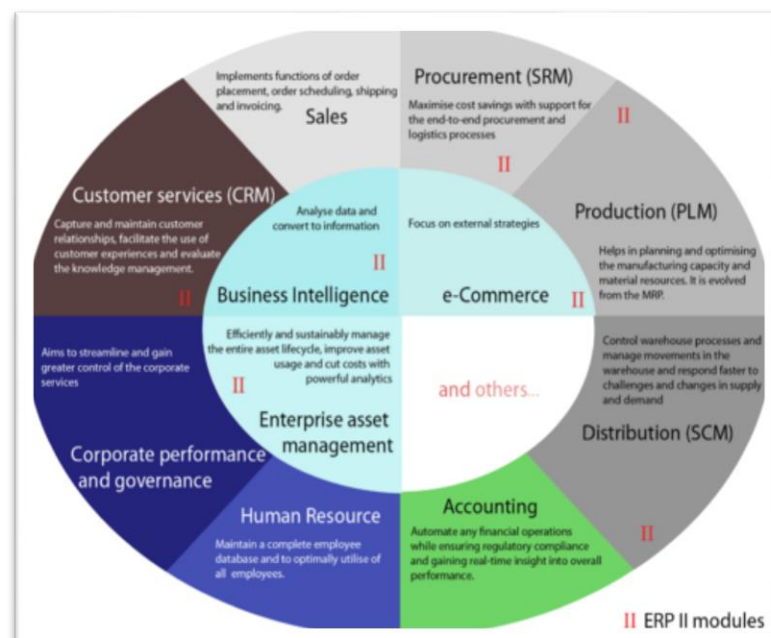 Implements functions of order
placement, order scheduling, shipping
and invoicing.
Sales
Procurement (SRM)
Maximise cost savings with support for
the end-to-end procurement and
logistics processes
II
II
Customer services (CRM)
Capture and maintain customer
relationships, facilitate the use of
customer experiences and evaluate
the knowledge management.
II
Analyse data and
convert to information
II
Business Intelligence
Focus on external strategies
e-Commerce
II
Production (PLM)
Helps in planning and optimising
the manufacturing capacity and
material resources. It is evolved
from the MRP.
Aims to streamline and gain
greater control of the corporate
services
Corporate performance
and governance
Efficiently and sustainably manage
the entire asset lifecycle, improve asset
usage and cut costs with
powerful analytics
II
Enterprise asset
management
and others...
Control warehouse processes and
manage movements in the
warehouse and respond faster to
challenges and changes in supply
and demand
Distribution (SCM)
II
Human Resource
Maintain a complete employee
database and to optimally utilise of
all employees.
Accounting
Automate any financial operations
while ensuring regulatory compliance
and gaining real-time insight into overall
performance.
II ERP II modules